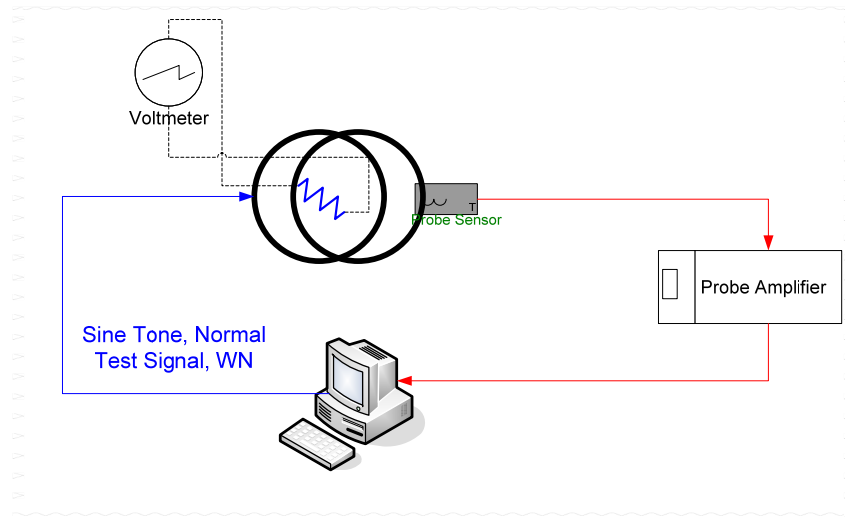 Voltmeter
T
Probe Sensor
Probe Amplifier
Sine Tone, Normal
Test Signal, WN